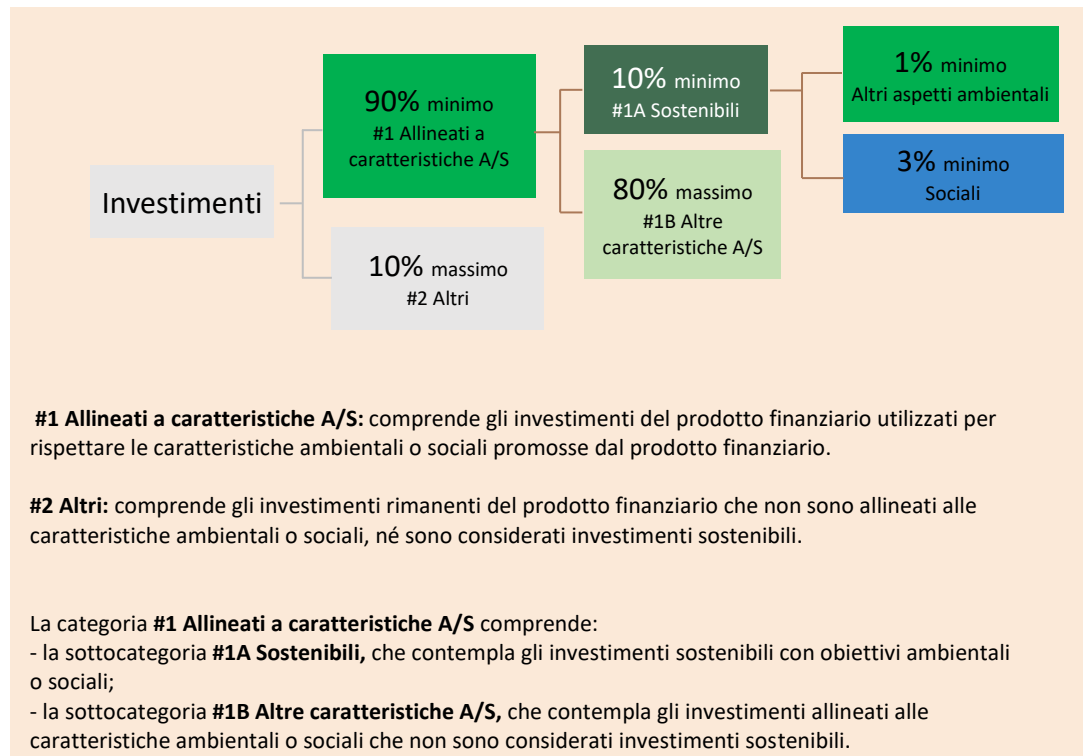 Investimenti
90% minimo
#1 Allineati a
caratteristiche A/S
10% massimo
#2 Altri
10% minimo
#1A Sostenibili
80% massimo
#1B Altre
caratteristiche A/S
1% minimo
Altri aspetti ambientali
3% minimo
Sociali
#1 Allineati a caratteristiche A/S: comprende gli investimenti del prodotto finanziario utilizzati per
rispettare le caratteristiche ambientali o sociali promosse dal prodotto finanziario.
#2 Altri: comprende gli investimenti rimanenti del prodotto finanziario che non sono allineati alle
caratteristiche ambientali o sociali, né sono considerati investimenti sostenibili.
La categoria #1 Allineati a caratteristiche A/S comprende:
- la sottocategoria #1A Sostenibili, che contempla gli investimenti sostenibili con obiettivi ambientali
o sociali;
- la sottocategoria #1B Altre caratteristiche A/S, che contempla gli investimenti allineati alle
caratteristiche ambientali o sociali che non sono considerati investimenti sostenibili.